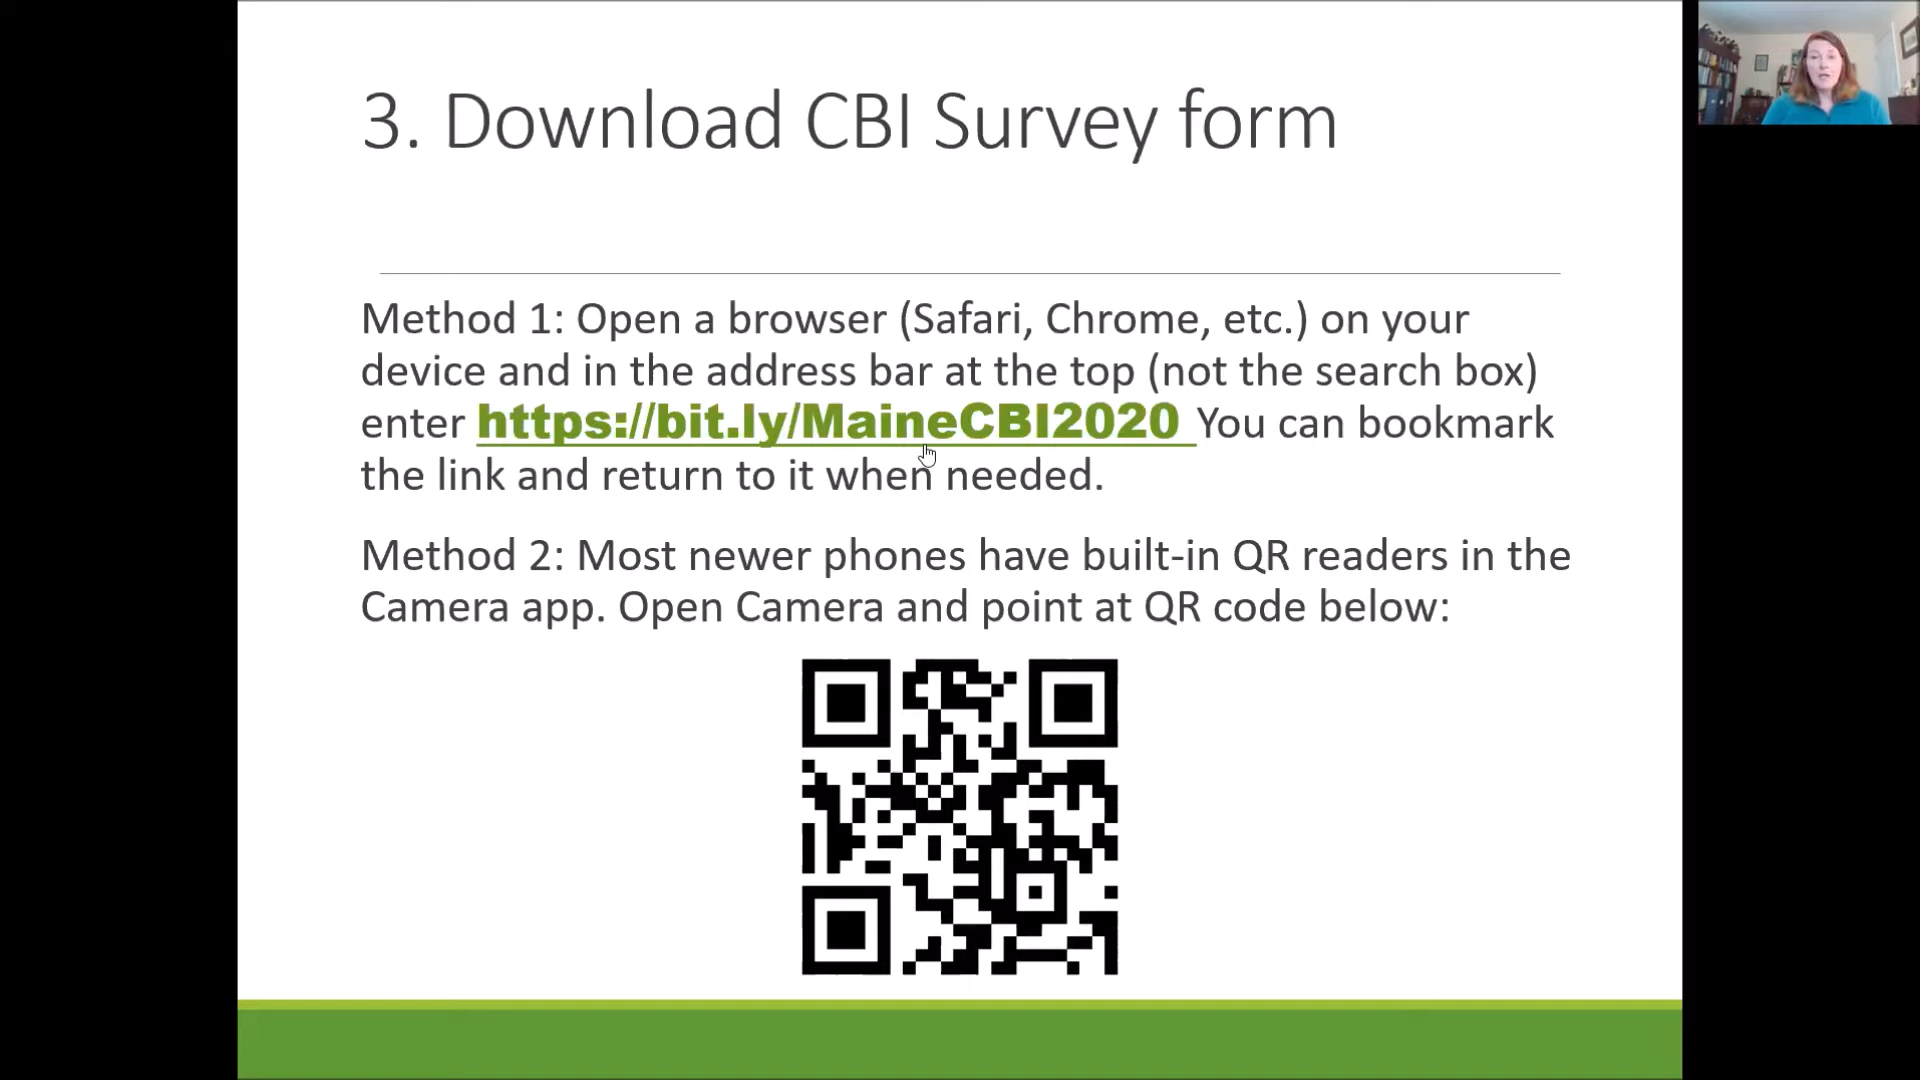 3. Download CBI Survey form
Method 1: Open a browser (Safari, Chrome, etc.) on your
device and in the address bar at the top (not the search box)
enter https://bit.ly/MaineCBI2020 You can bookmark
the link and return to it when needed.
Method 2: Most newer phones have built-in QR readers in the
Camera app. Open Camera and point at QR code below: